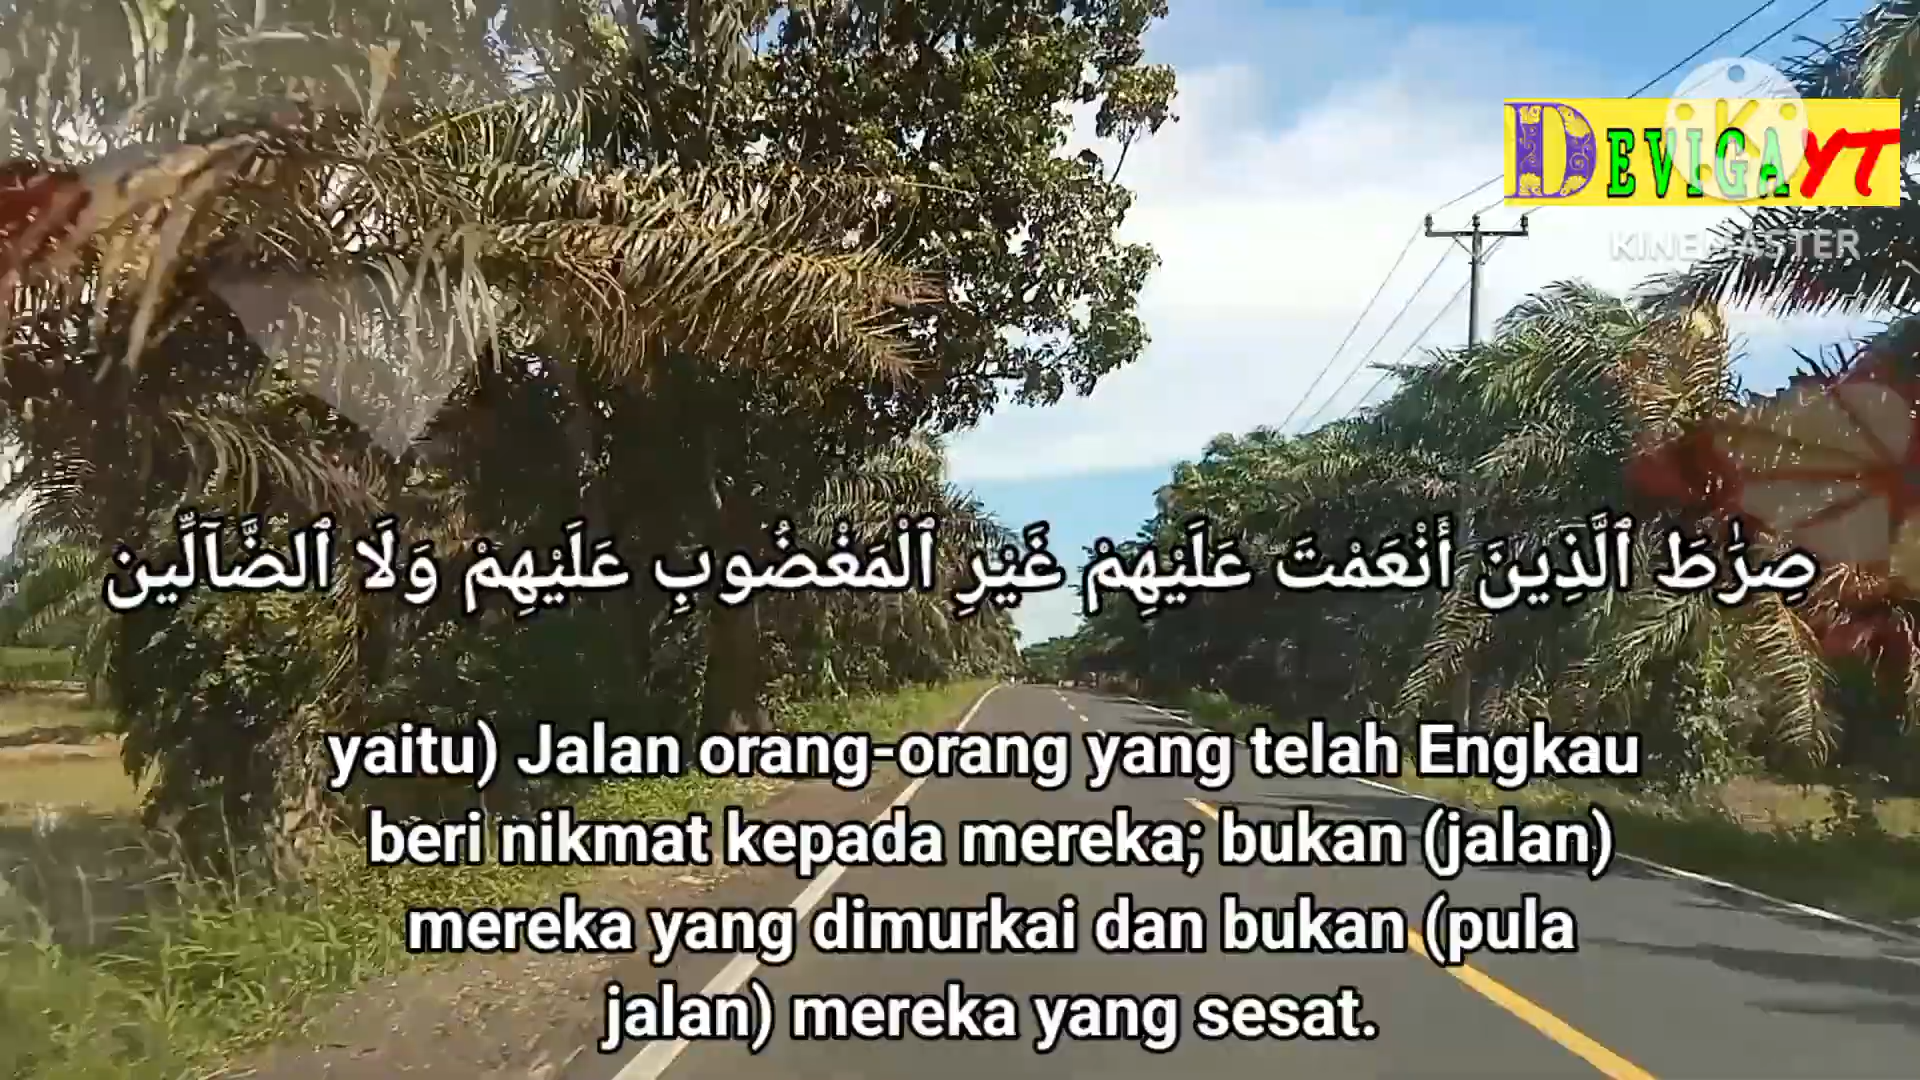 DEVIGA YT
KINEMASTER
صِرَٰطَ ٱلَّذِينَ أَنْعَمْتَ عَلَيْهِمْ غَيْرِ ٱلْمَغْضُوبِ عَلَيْهِمْ وَلَا ٱلضَّآلِّين
yaitu) Jalan orang-orang yang telah Engkau
beri nikmat kepada mereka; bukan (jalan)
mereka yang dimurkai dan bukan (pula
jalan) mereka yang sesat.